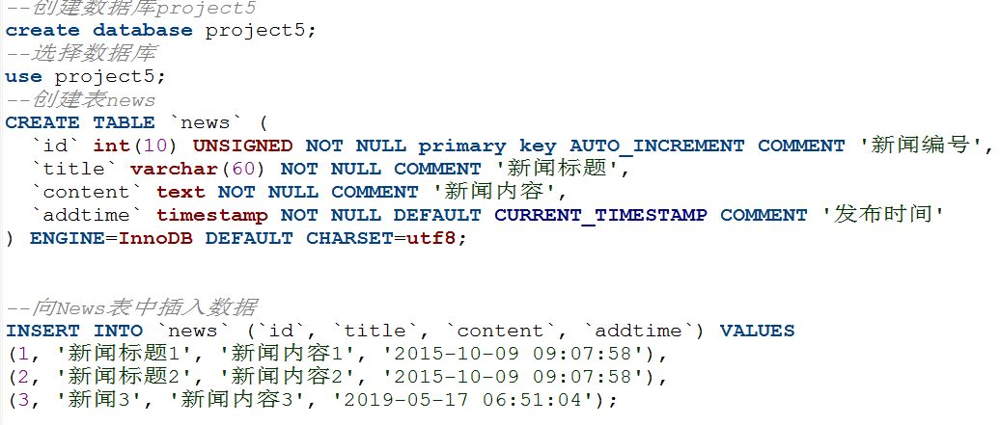 --创建数据库project5
create database project5;
--选择数据库
use project5;
--创建表news
CREATE TABLE `news` (
  `id` int(10) UNSIGNED NOT NULL primary key AUTO_INCREMENT COMMENT '新闻编号',
  `title` varchar(60) NOT NULL COMMENT '新闻标题',
  `content` text NOT NULL COMMENT '新闻内容',
  `addtime` timestamp NOT NULL DEFAULT CURRENT_TIMESTAMP COMMENT '发布时间'
) ENGINE=InnoDB DEFAULT CHARSET=utf8;
--向News表中插入数据
INSERT INTO `news` (`id`, `title`, `content`, `addtime`) VALUES
(1, '新闻标题1', '新闻内容1', '2015-10-09 09:07:58'),
(2, '新闻标题2', '新闻内容2', '2015-10-09 09:07:58'),
(3, '新闻3', '新闻内容3', '2019-05-17 06:51:04');